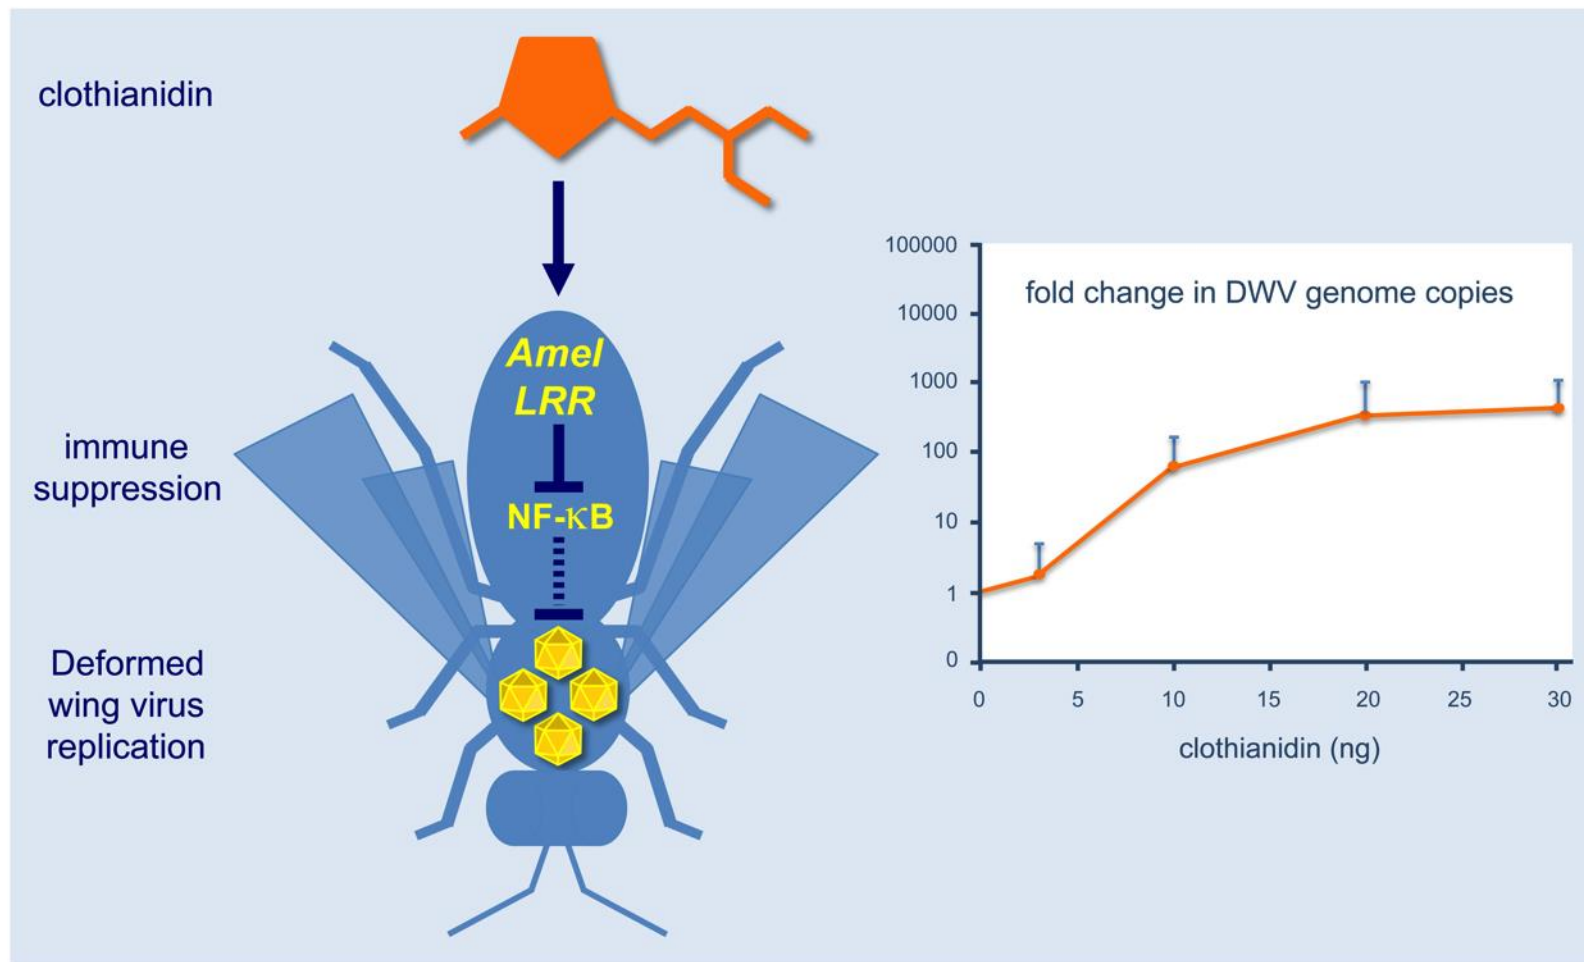 clothianidin
Amel
LRR
immune
suppression
NF-κB
Deformed
wing virus
replication
fold change in DWV genome copies
100000
10000
1000
100
10
1
0
0 5 10 15 20 25 30
clothianidin (ng)